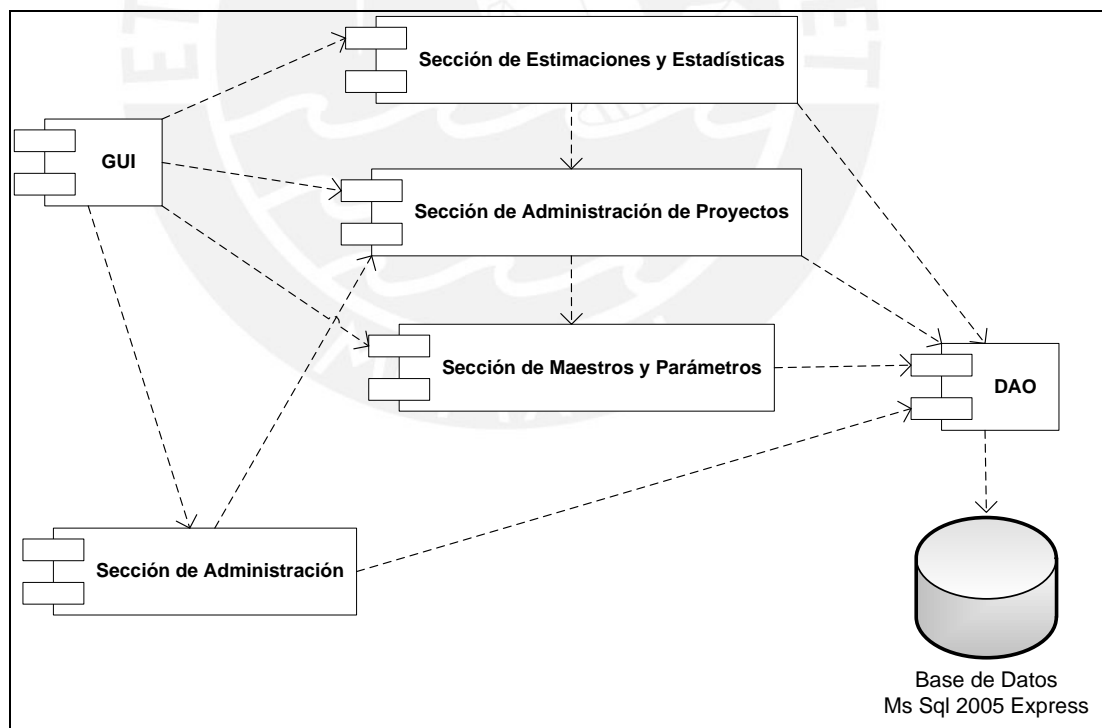 Sección de Estimaciones y Estadísticas
GUI
Sección de Administración de Proyectos
Sección de Maestros y Parámetros
DAO
Sección de Administración
Base de Datos
Ms Sql 2005 Express